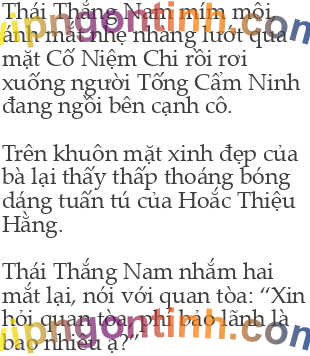 Thái Thắng Nam mím môi,
ánh mắt nhẹ nhàng lướt qua
mặt Cố Niệm Chi rồi rơi
xuống người Tống Cẩm Ninh
đang ngồi bên cạnh cô.

Trên khuôn mặt xinh đẹp của
bà lại thấy thấp thoáng bóng
dáng tuấn tú của Hoắc Thiệu
Hằng.

Thái Thắng Nam nhắm hai
mắt lại, nói với quan tòa: “Xin
hỏi quan tòa, phí bảo lãnh là
bao nhiêu ạ?”